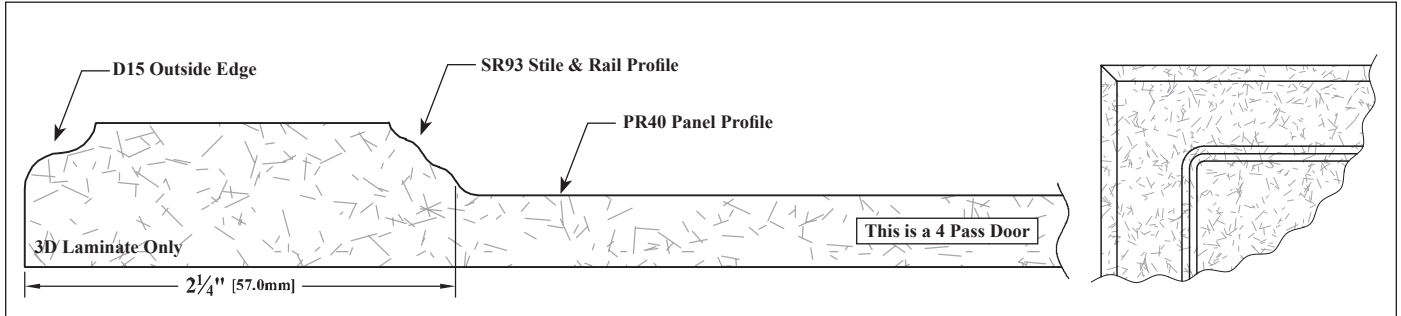 D15 Outside Edge
SR93 Stile & Rail Profile
PR40 Panel Profile
This is a 4 Pass Door
3D Laminate Only
2¼" [57.0mm]